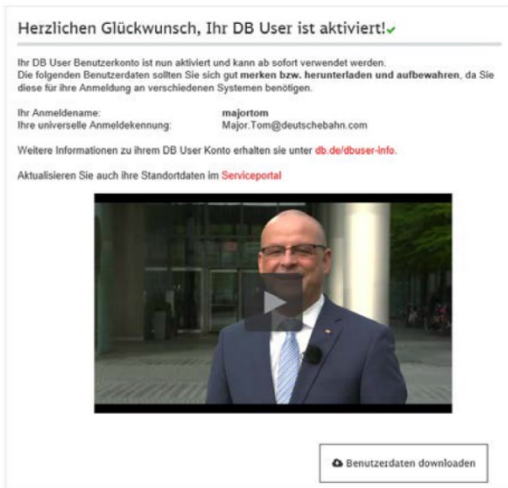 Herzlichen Glückwunsch, Ihr DB User ist aktiviert!
Ihr DB User Benutzerkonto ist nun aktiviert und kann ab sofort verwendet werden.
Die folgenden Benutzerdaten sollten Sie sich gut merken bzw. herunterladen und aufbewahren, da Sie
diese für ihre Anmeldung an verschiedenen Systemen benötigen.
Ihr Anmeldename: majortom
Ihre universelle Anmeldekennung: Major.Tom@deutschebahn.com
Weitere Informationen zu ihrem DB User Konto erhalten sie unter db.de/dbuser-info.
Aktualisieren Sie auch ihre Standortdaten im Serviceportal
Benutzerdaten downloaden